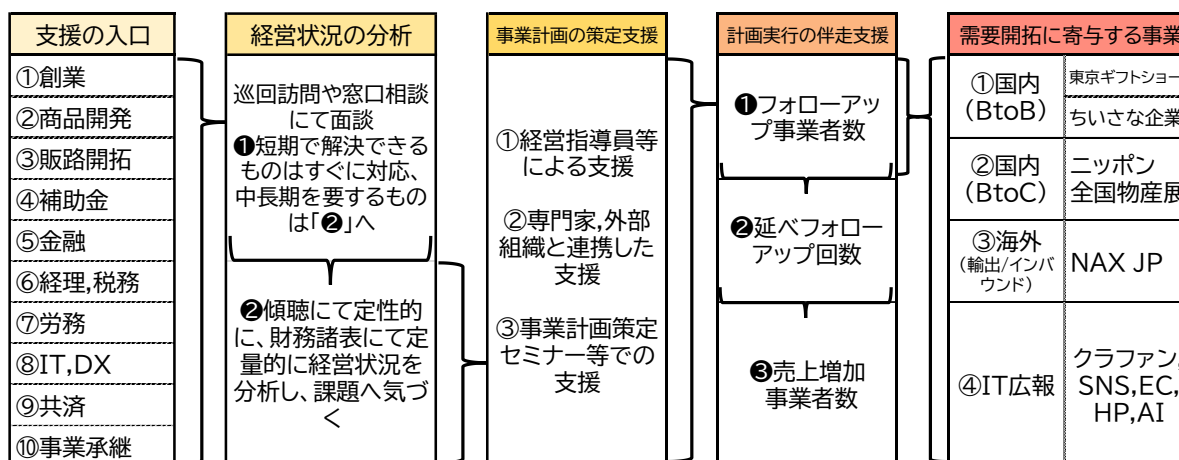 支援の入口
①創業
②商品開発
③販路開拓
④補助金
⑤金融
⑥経理,税務
⑦労務
⑧IT,DX
⑨共済
⑩事業承継
経営状況の分析
巡回訪問や窓口相談
にて面談
❶短期で解決できる
ものはすぐに対応、
中長期を要するもの
は「❷」へ
❷傾聴にて定性的
に、財務諸表にて定
量的に経営状況を
分析し、課題へ気づ
く
事業計画の策定支援
①経営指導員等
による支援
②専門家,外部
組織と連携した
支援
③事業計画策定
セミナー等での
支援
計画実行の伴走支援
❶フォローアッ
プ事業者数
❷延べフォロー
アップ回数
❸売上増加
事業者数
需要開拓に寄与する事業
①国内
(BtoB)
東京ギフトショー
ちいさな企業
②国内
(BtoC)
ニッポン
全国物産展
③海外
(輸出/インバ
ウンド)
NAX JP
④IT広報
クラファン,
SNS,EC,
HP,AI